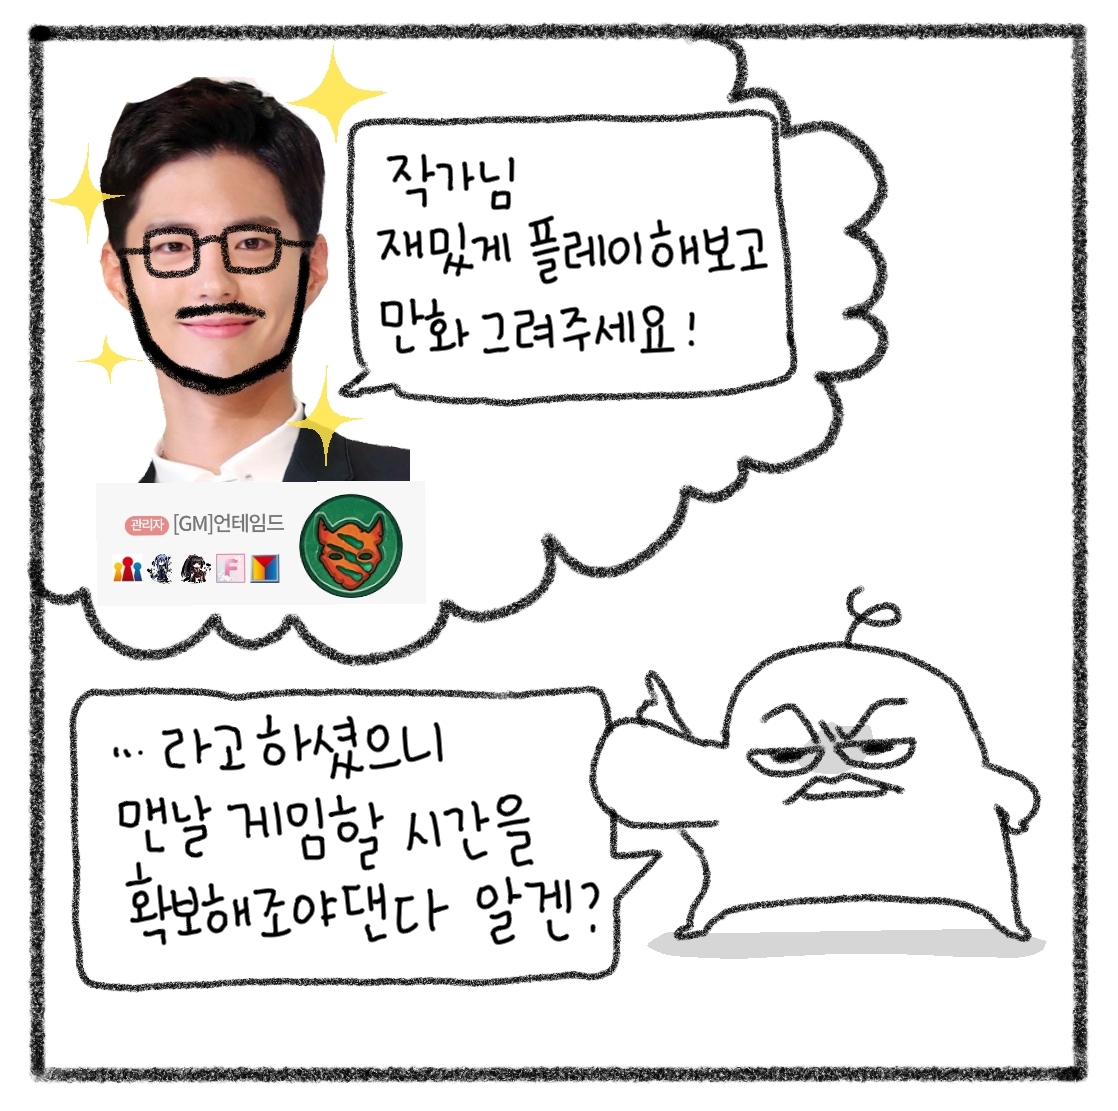 작가님
재밌게 플레이해보고
만화 그려주세요!
관리자 [GM]언테임드
F
... 라고 하셨으니
맨날 게임할 시간을
확보해조야댄다 알겐?